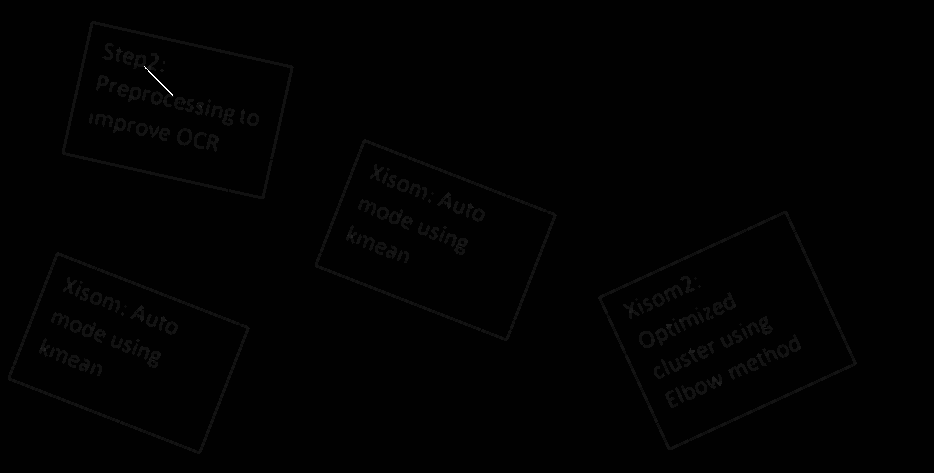 Step2:
Preprocessing to
improve OCR
Xisom: Auto
mode using
kmean
Xisom: Auto
mode using
kmean
Xisom2:
Optimized
cluster using
Elbow method